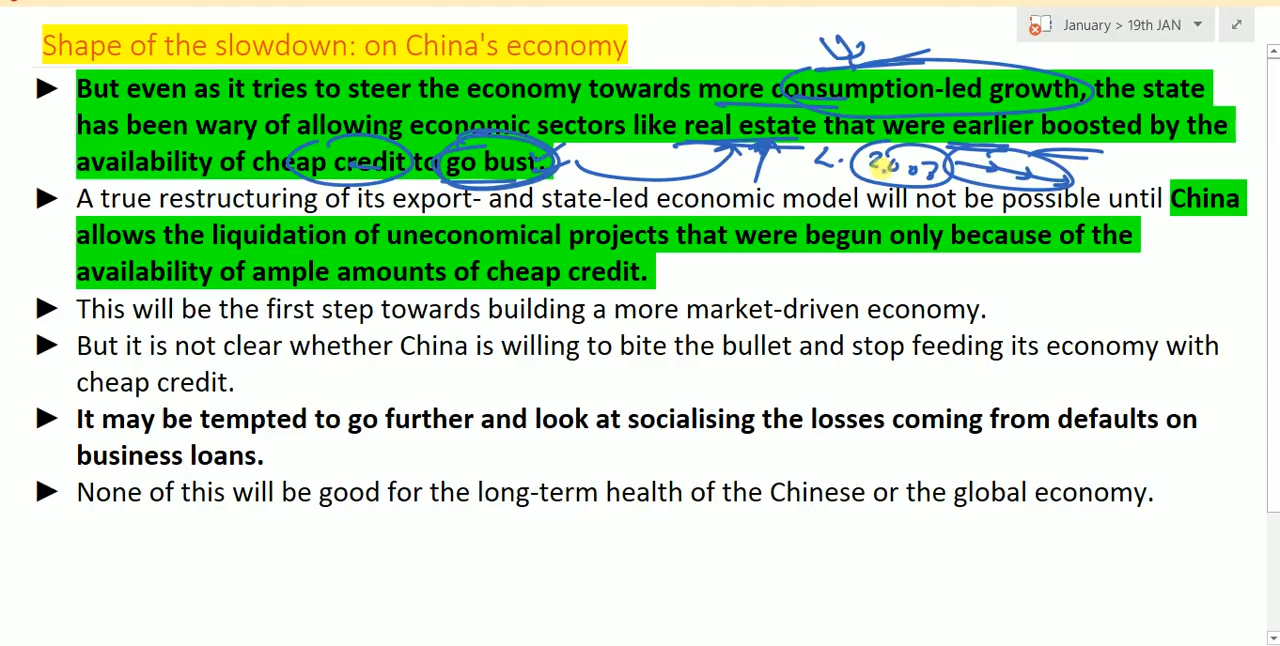 January > 19th JAN
Shape of the slowdown: on China's economy
► But even as it tries to steer the economy towards more consumption-led growth, the state
has been wary of allowing economic sectors like real estate that were earlier boosted by the
availability of cheap credit to go bust.
► A true restructuring of its export- and state-led economic model will not be possible until China
allows the liquidation of uneconomical projects that were begun only because of the
availability of ample amounts of cheap credit.
► This will be the first step towards building a more market-driven economy.
► But it is not clear whether China is willing to bite the bullet and stop feeding its economy with
cheap credit.
► It may be tempted to go further and look at socialising the losses coming from defaults on
business loans.
► None of this will be good for the long-term health of the Chinese or the global economy.